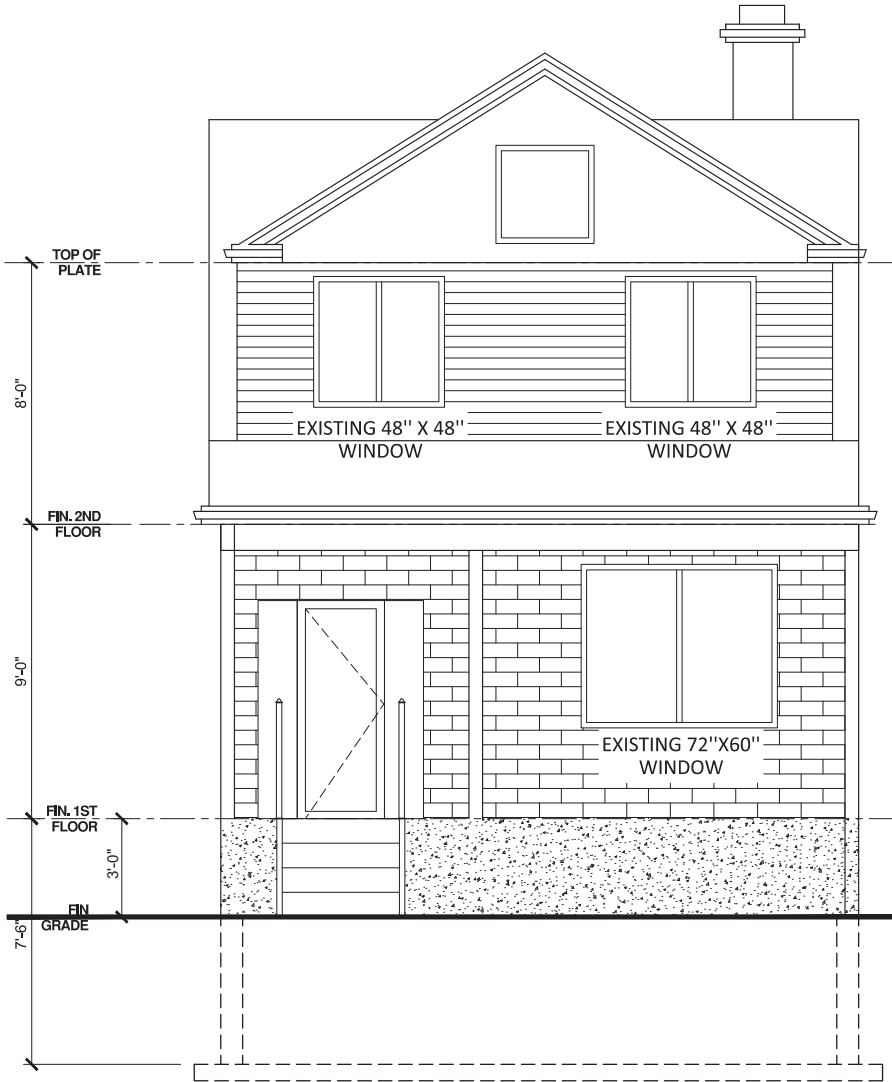 TOP OF
PLATE
8'-0"
EXISTING 48'' X 48''
WINDOW
EXISTING 48'' X 48''
WINDOW
FIN. 2ND
FLOOR
9'-0"
EXISTING 72''X60''
WINDOW
FIN. 1ST
FLOOR
3'-0"
FIN
GRADE
7'-6"